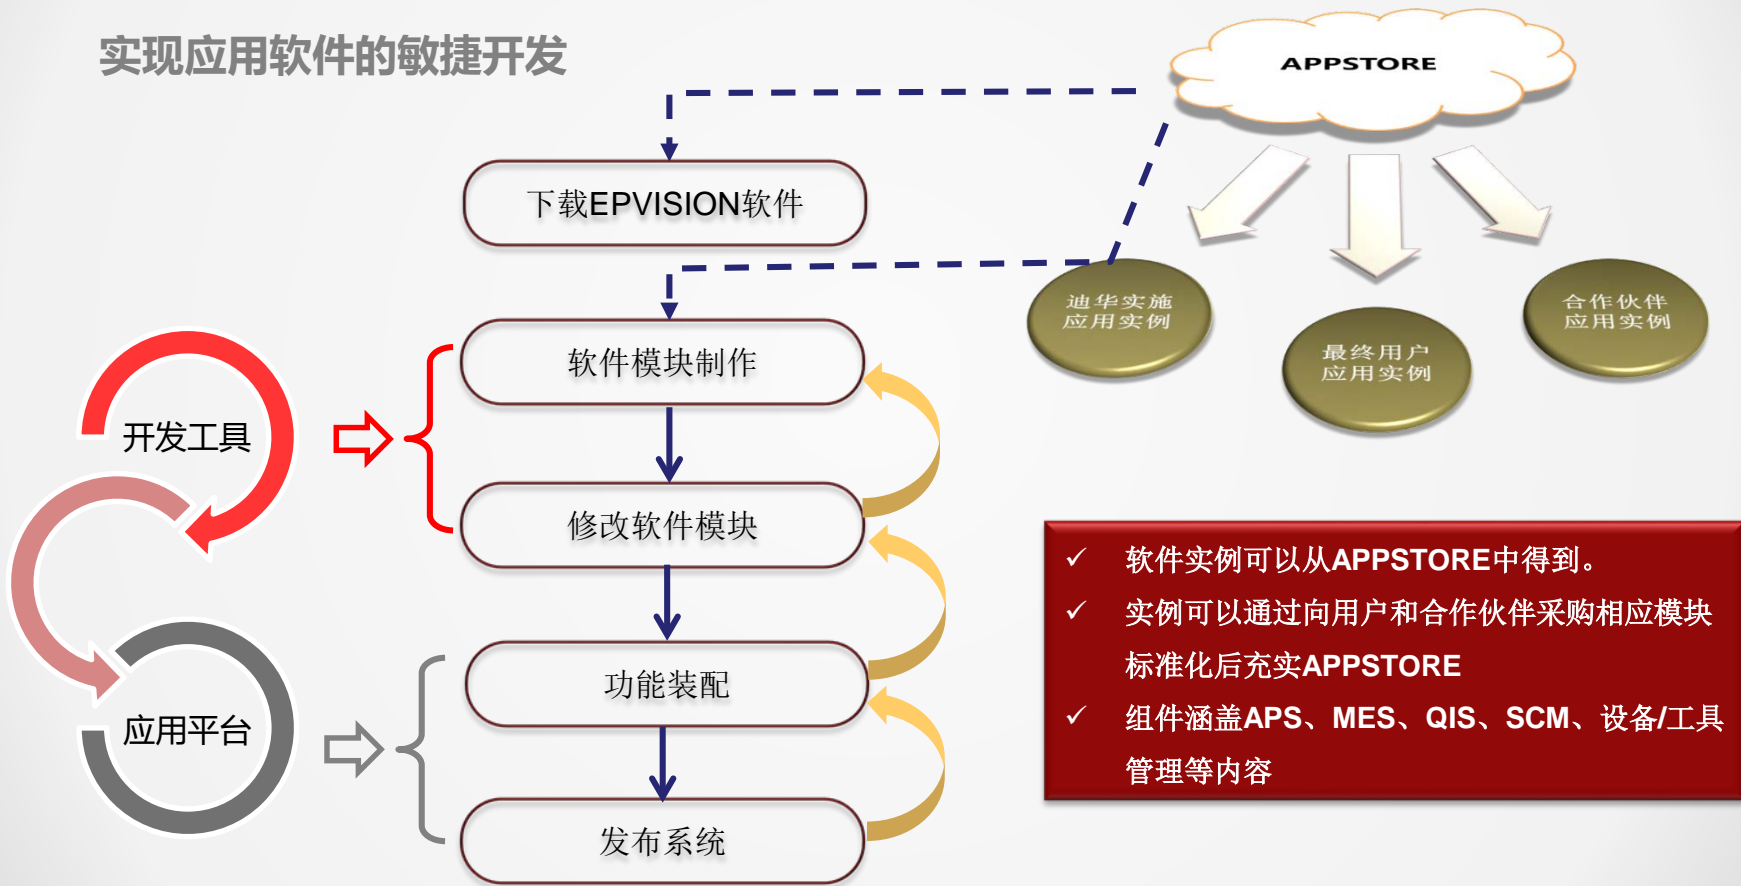 实现应用软件的敏捷开发
APPSTORE
下载EPVISION软件
迪华实施
应用实例
最终用户
应用实例
合作伙伴
应用实例
软件模块制作
开发工具
修改软件模块
功能装配
应用平台
发布系统
✓ 软件实例可以从APPSTORE中得到。
✓ 实例可以通过向用户和合作伙伴采购相应模块
标准化后充实APPSTORE
✓ 组件涵盖APS、MES、QIS、SCM、设备/工具
管理等内容